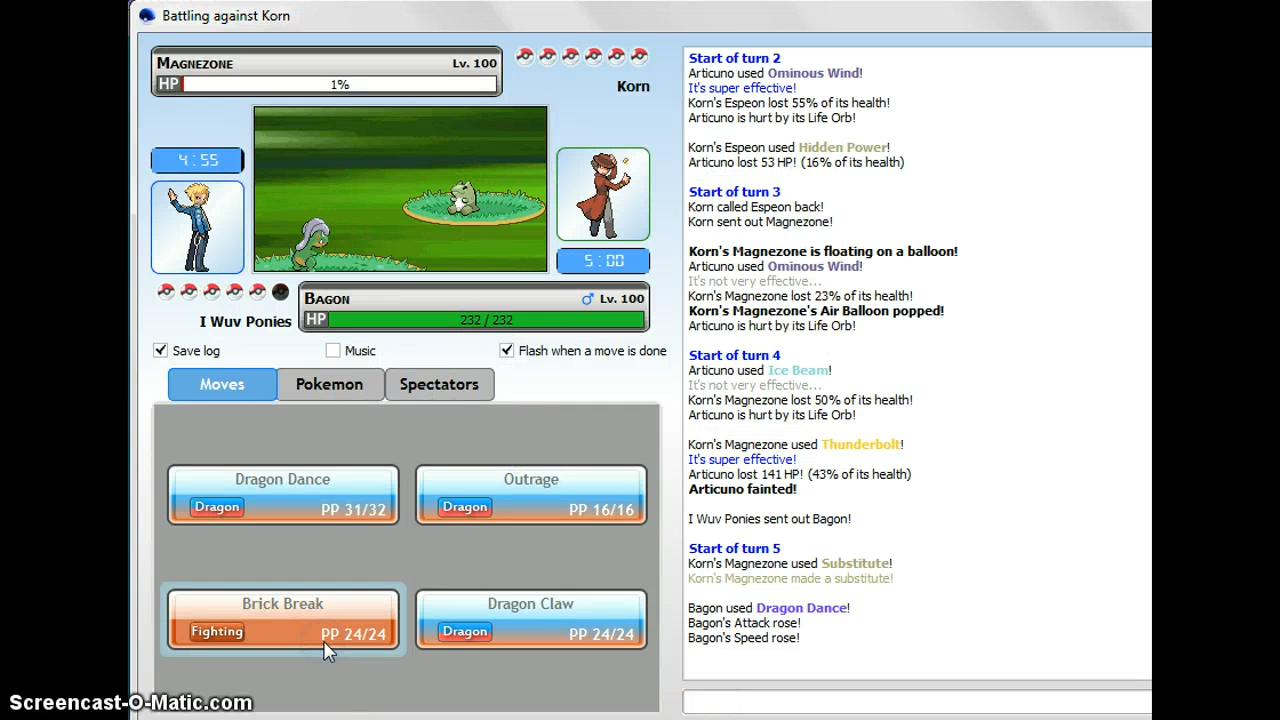 Battling against Korn
MAGNEZONE Lv. 100
HP 1%
Korn
4:55
5:00
BAGON ♂ Lv. 100
HP 232 / 232
I Wuv Ponies
Save log
Music
Flash when a move is done
Moves
Pokemon
Spectators
Dragon Dance
Dragon PP 31/32
Outrage
Dragon PP 16/16
Brick Break
Fighting PP 24/24
Dragon Claw
Dragon PP 24/24
Start of turn 2
Articuno used Ominous Wind!
It's super effective!
Korn's Espeon lost 55% of its health!
Articuno is hurt by its Life Orb!
Korn's Espeon used Hidden Power!
Articuno lost 53 HP! (16% of its health)
Start of turn 3
Korn called Espeon back!
Korn sent out Magnezone!
Korn's Magnezone is floating on a balloon!
Articuno used Ominous Wind!
It's not very effective...
Korn's Magnezone lost 23% of its health!
Korn's Magnezone's Air Balloon popped!
Articuno is hurt by its Life Orb!
Start of turn 4
Articuno used Ice Beam!
It's not very effective...
Korn's Magnezone lost 50% of its health!
Articuno is hurt by its Life Orb!
Korn's Magnezone used Thunderbolt!
It's super effective!
Articuno lost 141 HP! (43% of its health)
Articuno fainted!
I Wuv Ponies sent out Bagon!
Start of turn 5
Korn's Magnezone used Substitute!
Korn's Magnezone made a substitute!
Bagon used Dragon Dance!
Bagon's Attack rose!
Bagon's Speed rose!
Screencast-O-Matic.com